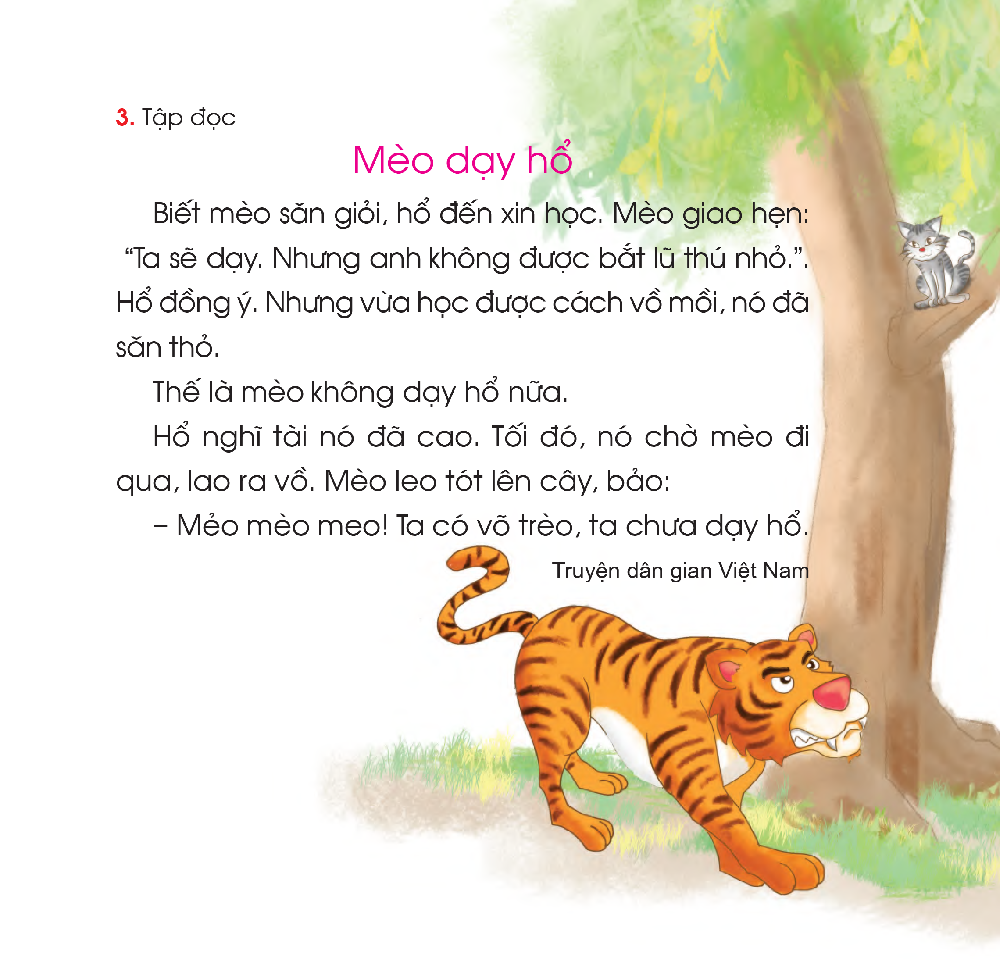 3. Tập đọc
Mèo dạy hổ
Biết mèo săn giỏi, hổ đến xin học. Mèo giao hẹn:
“Ta sẽ dạy. Nhưng anh không được bắt lũ thú nhỏ.”.
Hổ đồng ý. Nhưng vừa học được cách vồ mồi, nó đã
săn thỏ.
Thế là mèo không dạy hổ nữa.
Hổ nghĩ tài nó đã cao. Tối đó, nó chờ mèo đi
qua, lao ra vồ. Mèo leo tót lên cây, bảo:
– Mẻo mèo meo! Ta có võ trèo, ta chưa dạy hổ.
Truyện dân gian Việt Nam